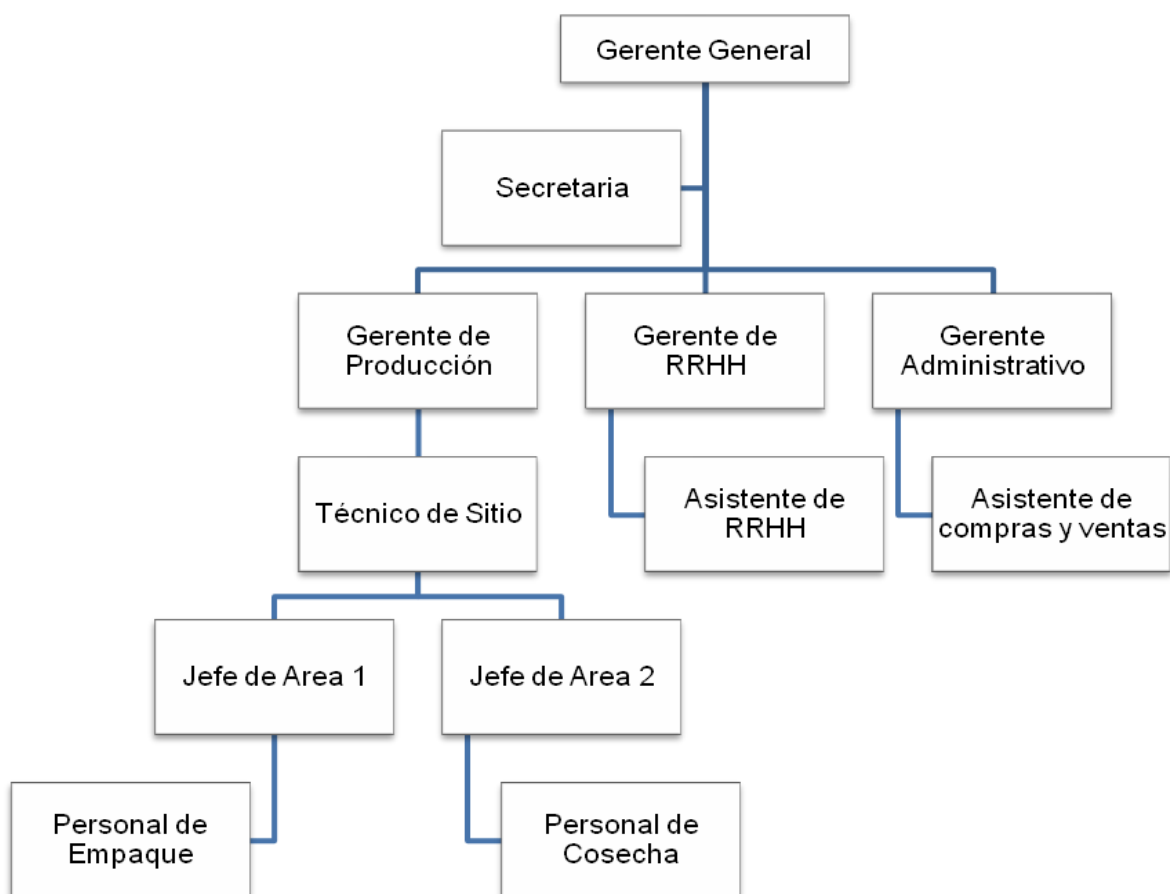 Gerente General
Secretaria
Gerente de
Producción
Gerente de
RRHH
Gerente
Administrativo
Técnico de Sitio
Asistente de
RRHH
Asistente de
compras y ventas
Jefe de Area 1
Jefe de Area 2
Personal de
Empaque
Personal de
Cosecha